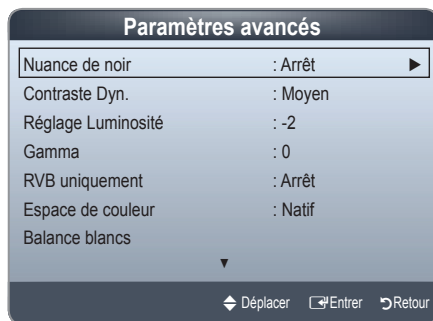 Paramètres avancés
Nuance de noir : Arrêt ►
Contraste Dyn. : Moyen
Réglage Luminosité : -2
Gamma : 0
RVB uniquement : Arrêt
Espace de couleur : Natif
Balance blancs
▼
Déplacer Entrer Retour